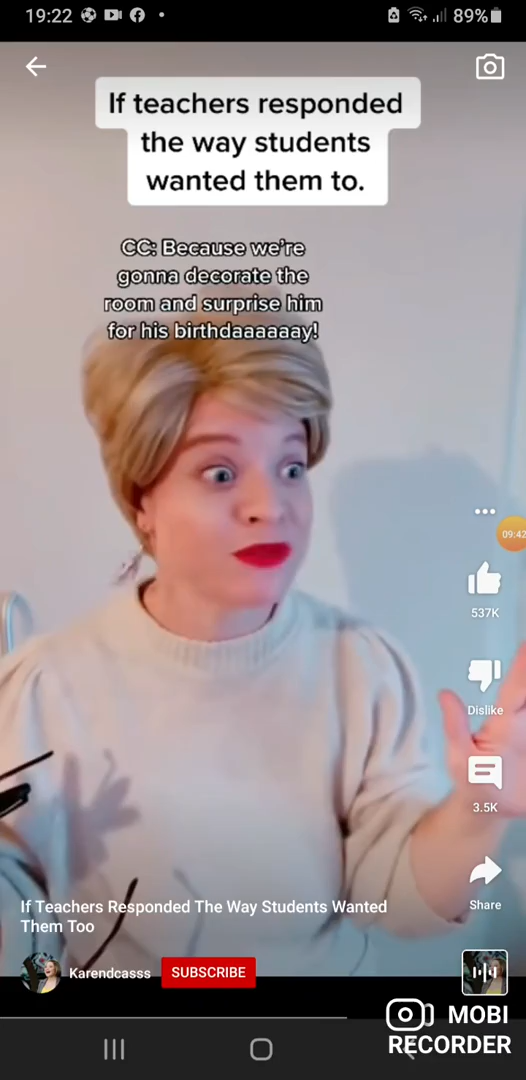 19:22
89%
If teachers responded
the way students
wanted them to.
CC: Because we're
gonna decorate the
room and surprise him
for his birthdaaaaaay!
09:42
537K
Dislike
3.5K
Share
If Teachers Responded The Way Students Wanted
Them Too
Karendcasss
SUBSCRIBE
MOBI
RECORDER